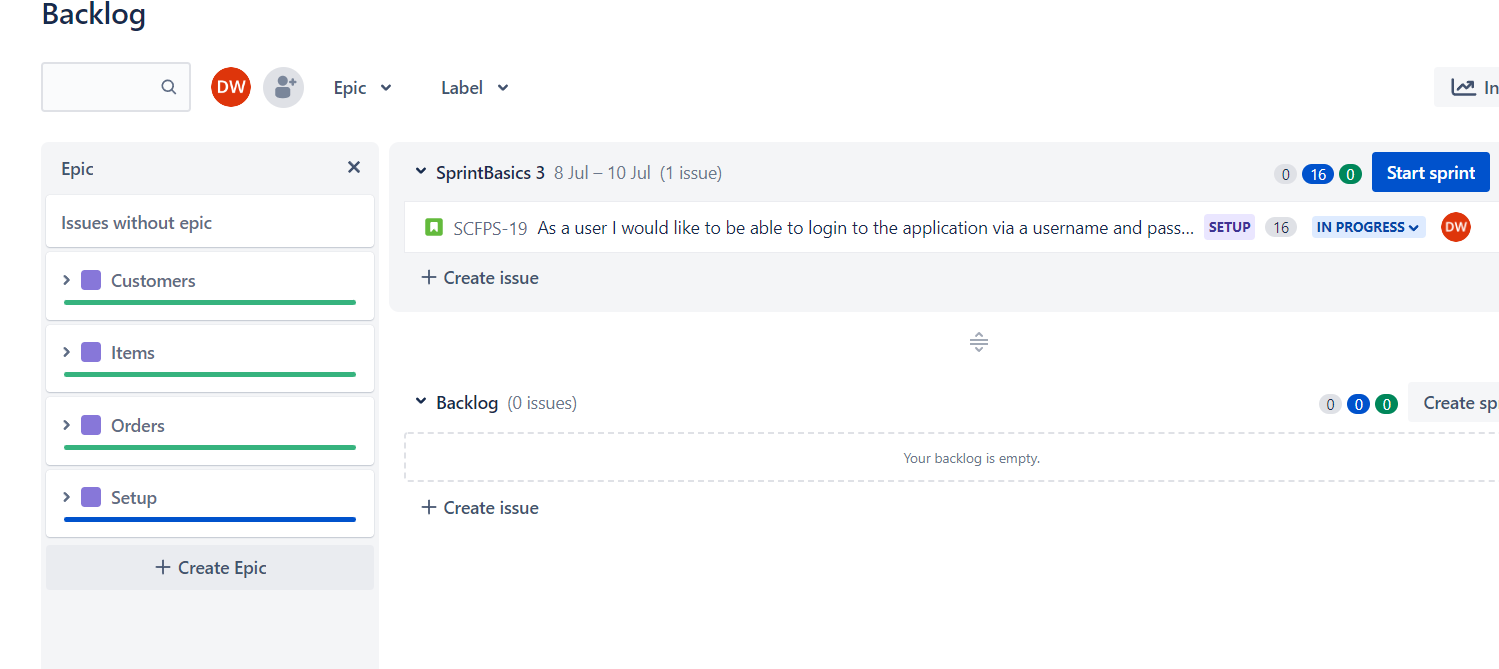 Backlog
DW
Epic
Label
In
Epic
Issues without epic
Customers
Items
Orders
Setup
+ Create Epic
SprintBasics 3 8 Jul – 10 Jul (1 issue)
0 16 0 Start sprint
SCFPS-19 As a user I would like to be able to login to the application via a username and pass... SETUP 16 IN PROGRESS DW
+ Create issue
Backlog (0 issues)
0 0 0 Create sp
Your backlog is empty.
+ Create issue